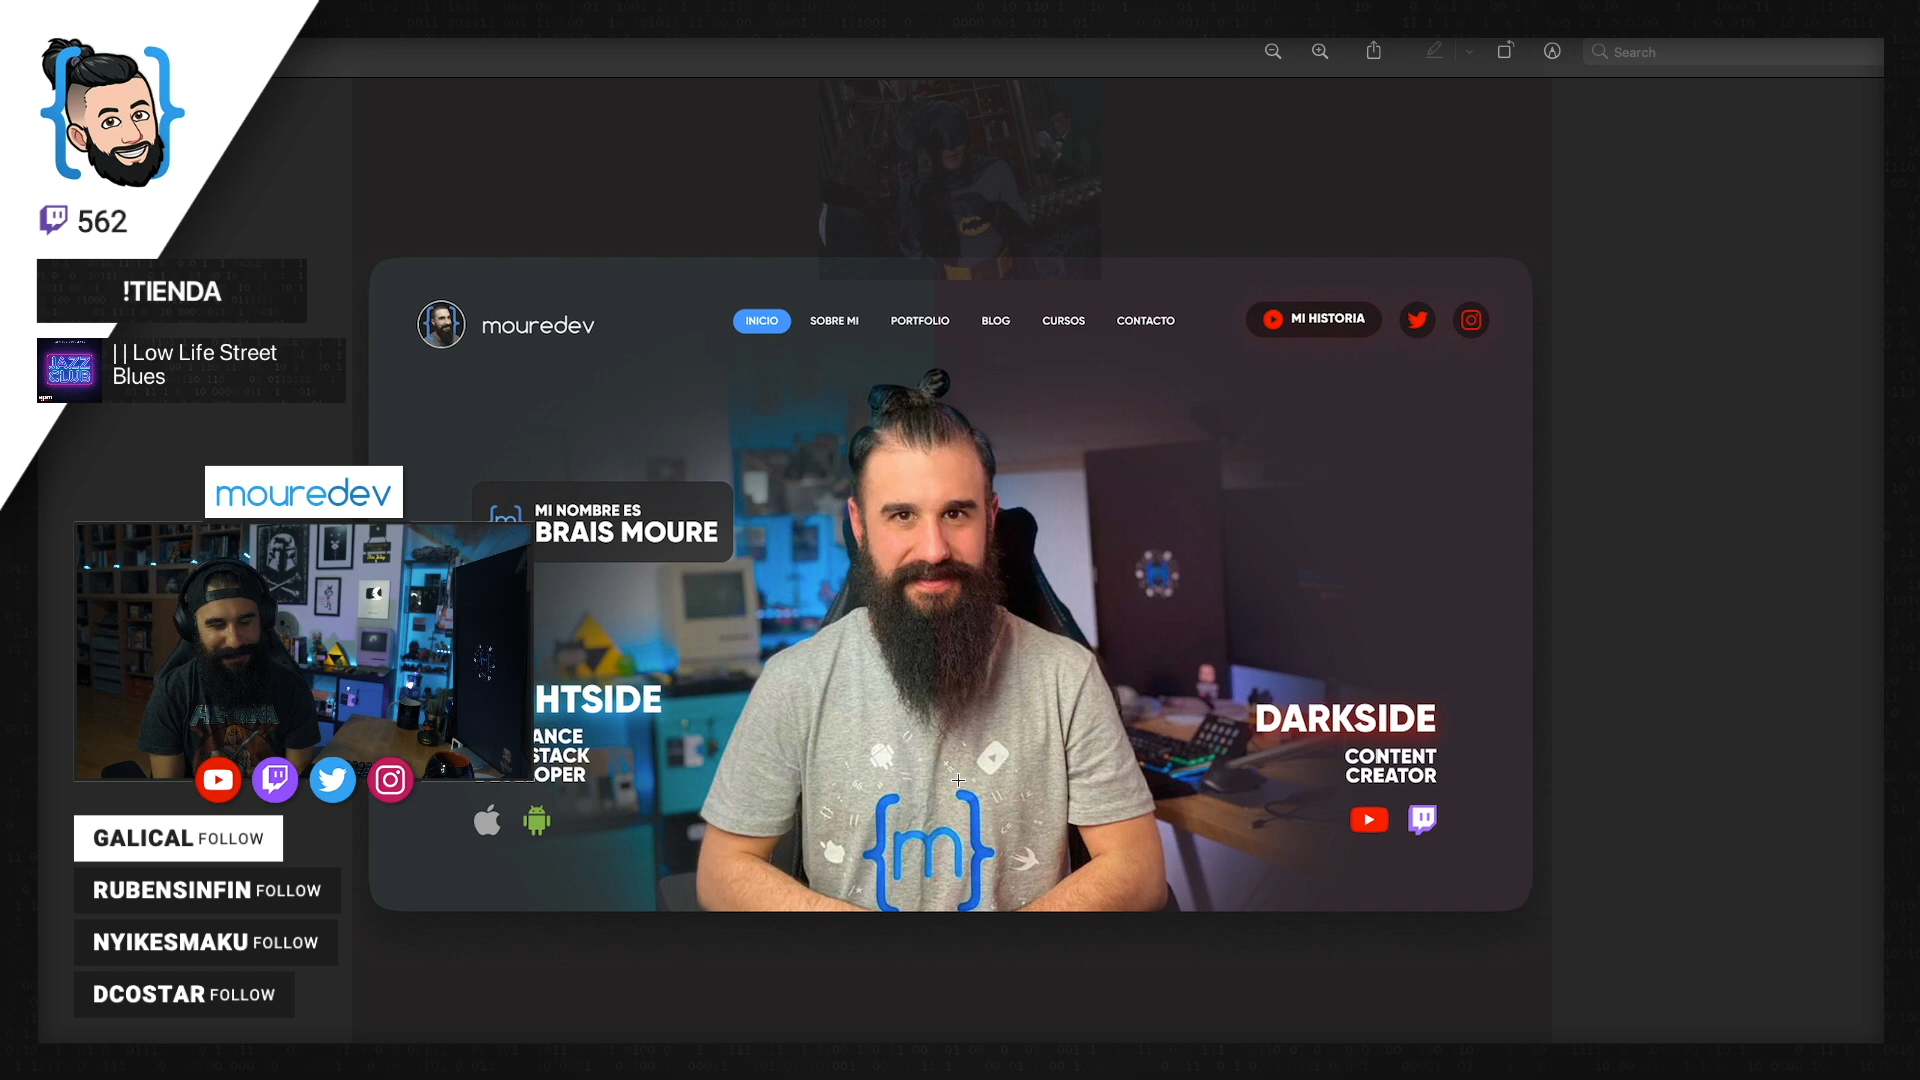 Search
562
!TIENDA
JAZZ
CLUB
| | Low Life Street
Blues
mouredev
INICIO
SOBRE MI
PORTFOLIO
BLOG
CURSOS
CONTACTO
MI HISTORIA
mouredev
{m}
MI NOMBRE ES
BRAIS MOURE
HTSIDE
ANCE
STACK
OPER
DARKSIDE
CONTENT
CREATOR
{m}
GALICAL FOLLOW
RUBENSINFIN FOLLOW
NYIKESMAKU FOLLOW
DCOSTAR FOLLOW